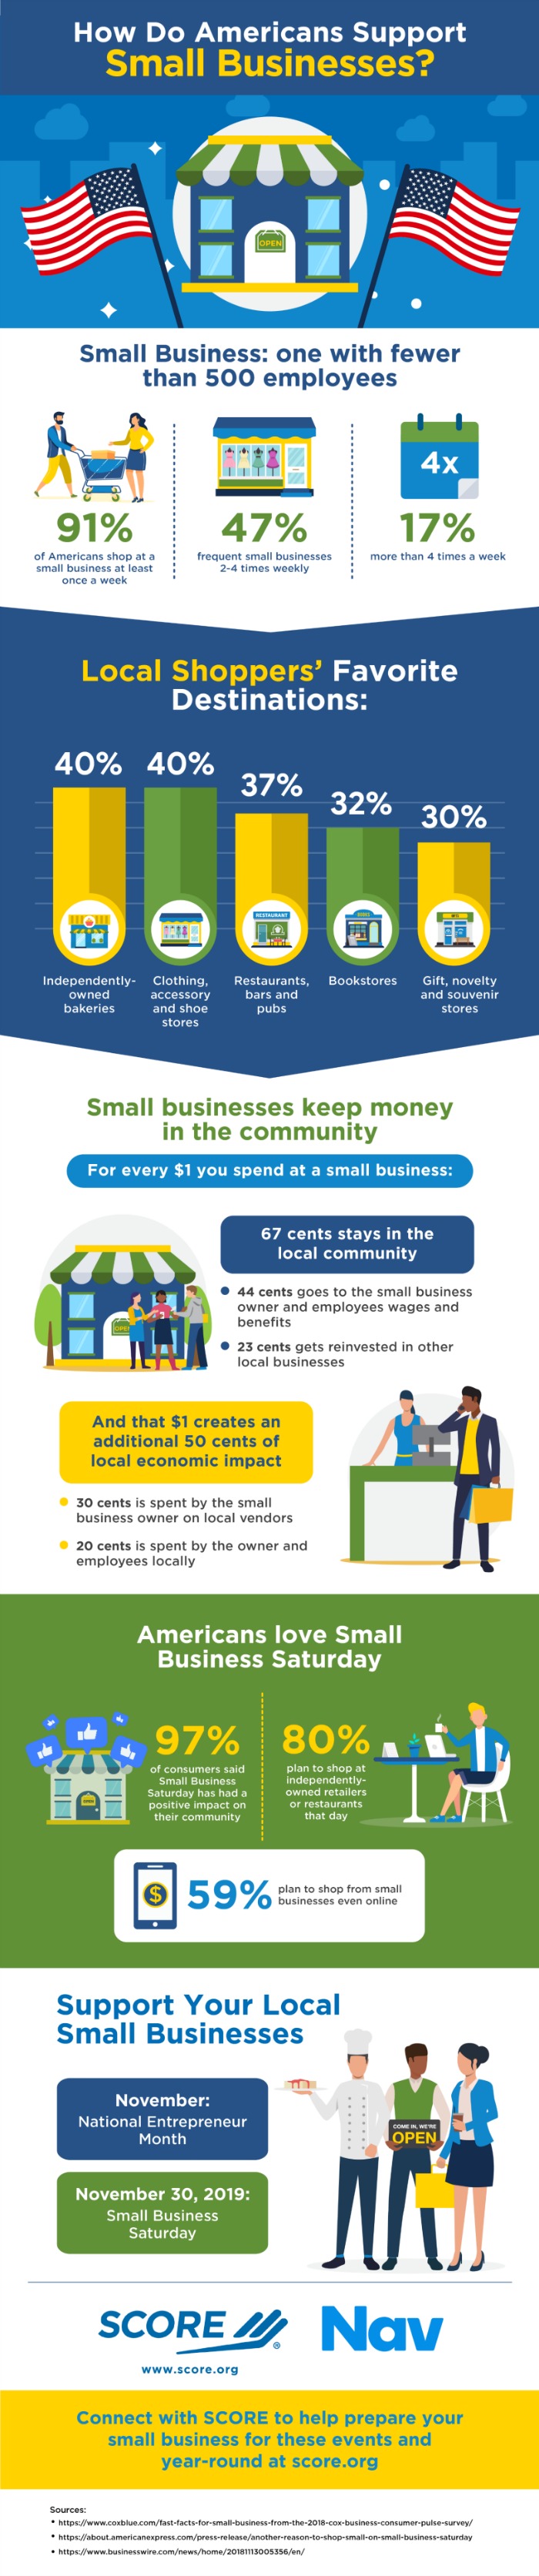 How Do Americans Support
Small Businesses?
OPEN
Small Business: one with fewer
than 500 employees
4x
91%
of Americans shop at a
small business at least
once a week
47%
frequent small businesses
2-4 times weekly
17%
more than 4 times a week
Local Shoppers’ Favorite
Destinations:
40%
40%
37%
32%
30%
RESTAURANT
Independently-
owned
bakeries
Clothing,
accessory
and shoe
stores
Restaurants,
bars and
pubs
Bookstores
Gift, novelty
and souvenir
stores
Small businesses keep money
in the community
For every $1 you spend at a small business:
67 cents stays in the
local community
• 44 cents goes to the small business
owner and employees wages and
benefits
• 23 cents gets reinvested in other
local businesses
OPEN
And that $1 creates an
additional 50 cents of
local economic impact
• 30 cents is spent by the small
business owner on local vendors
• 20 cents is spent by the owner and
employees locally
Americans love Small
Business Saturday
97%
of consumers said
Small Business
Saturday has had a
positive impact on
their community
80%
plan to shop at
independently-
owned retailers
or restaurants
that day
$
59%
plan to shop from small
businesses even online
Support Your Local
Small Businesses
November:
National Entrepreneur
Month
November 30, 2019:
Small Business
Saturday
COME IN, WE'RE
OPEN
SCORE ®
Nav
www.score.org
Connect with SCORE to help prepare your
small business for these events and
year-round at score.org
Sources:
• https://www.coxblue.com/fast-facts-for-small-business-from-the-2018-cox-business-consumer-pulse-survey/
• https://about.americanexpress.com/press-release/another-reason-to-shop-small-on-small-business-saturday
• https://www.businesswire.com/news/home/20181113005356/en/